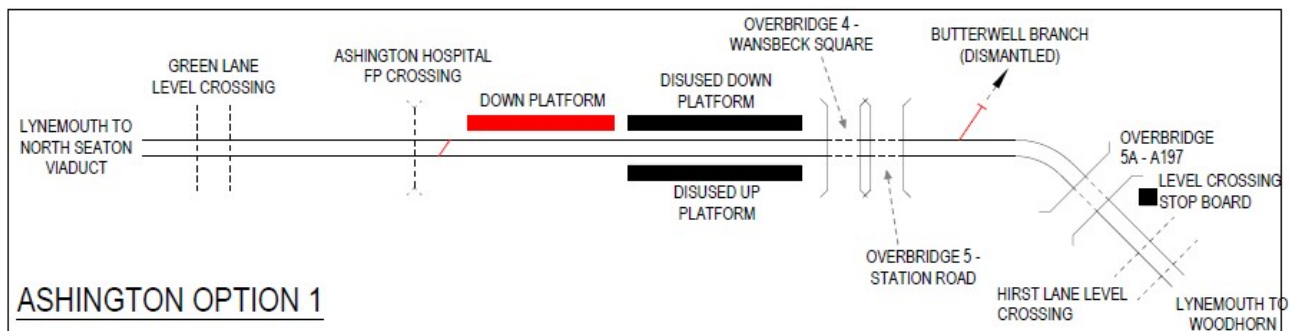 OVERBRIDGE 4 -
WANSBECK SQUARE
BUTTERWELL BRANCH
(DISMANTLED)
ASHINGTON HOSPITAL
FP CROSSING
GREEN LANE
LEVEL CROSSING
DISUSED DOWN
PLATFORM
DOWN PLATFORM
LYNEMOUTH TO
NORTH SEATON
VIADUCT
OVERBRIDGE
5A - A197
LEVEL CROSSING
STOP BOARD
DISUSED UP
PLATFORM
OVERBRIDGE 5 -
STATION ROAD
HIRST LANE LEVEL
CROSSING
LYNEMOUTH TO
WOODHORN
ASHINGTON OPTION 1